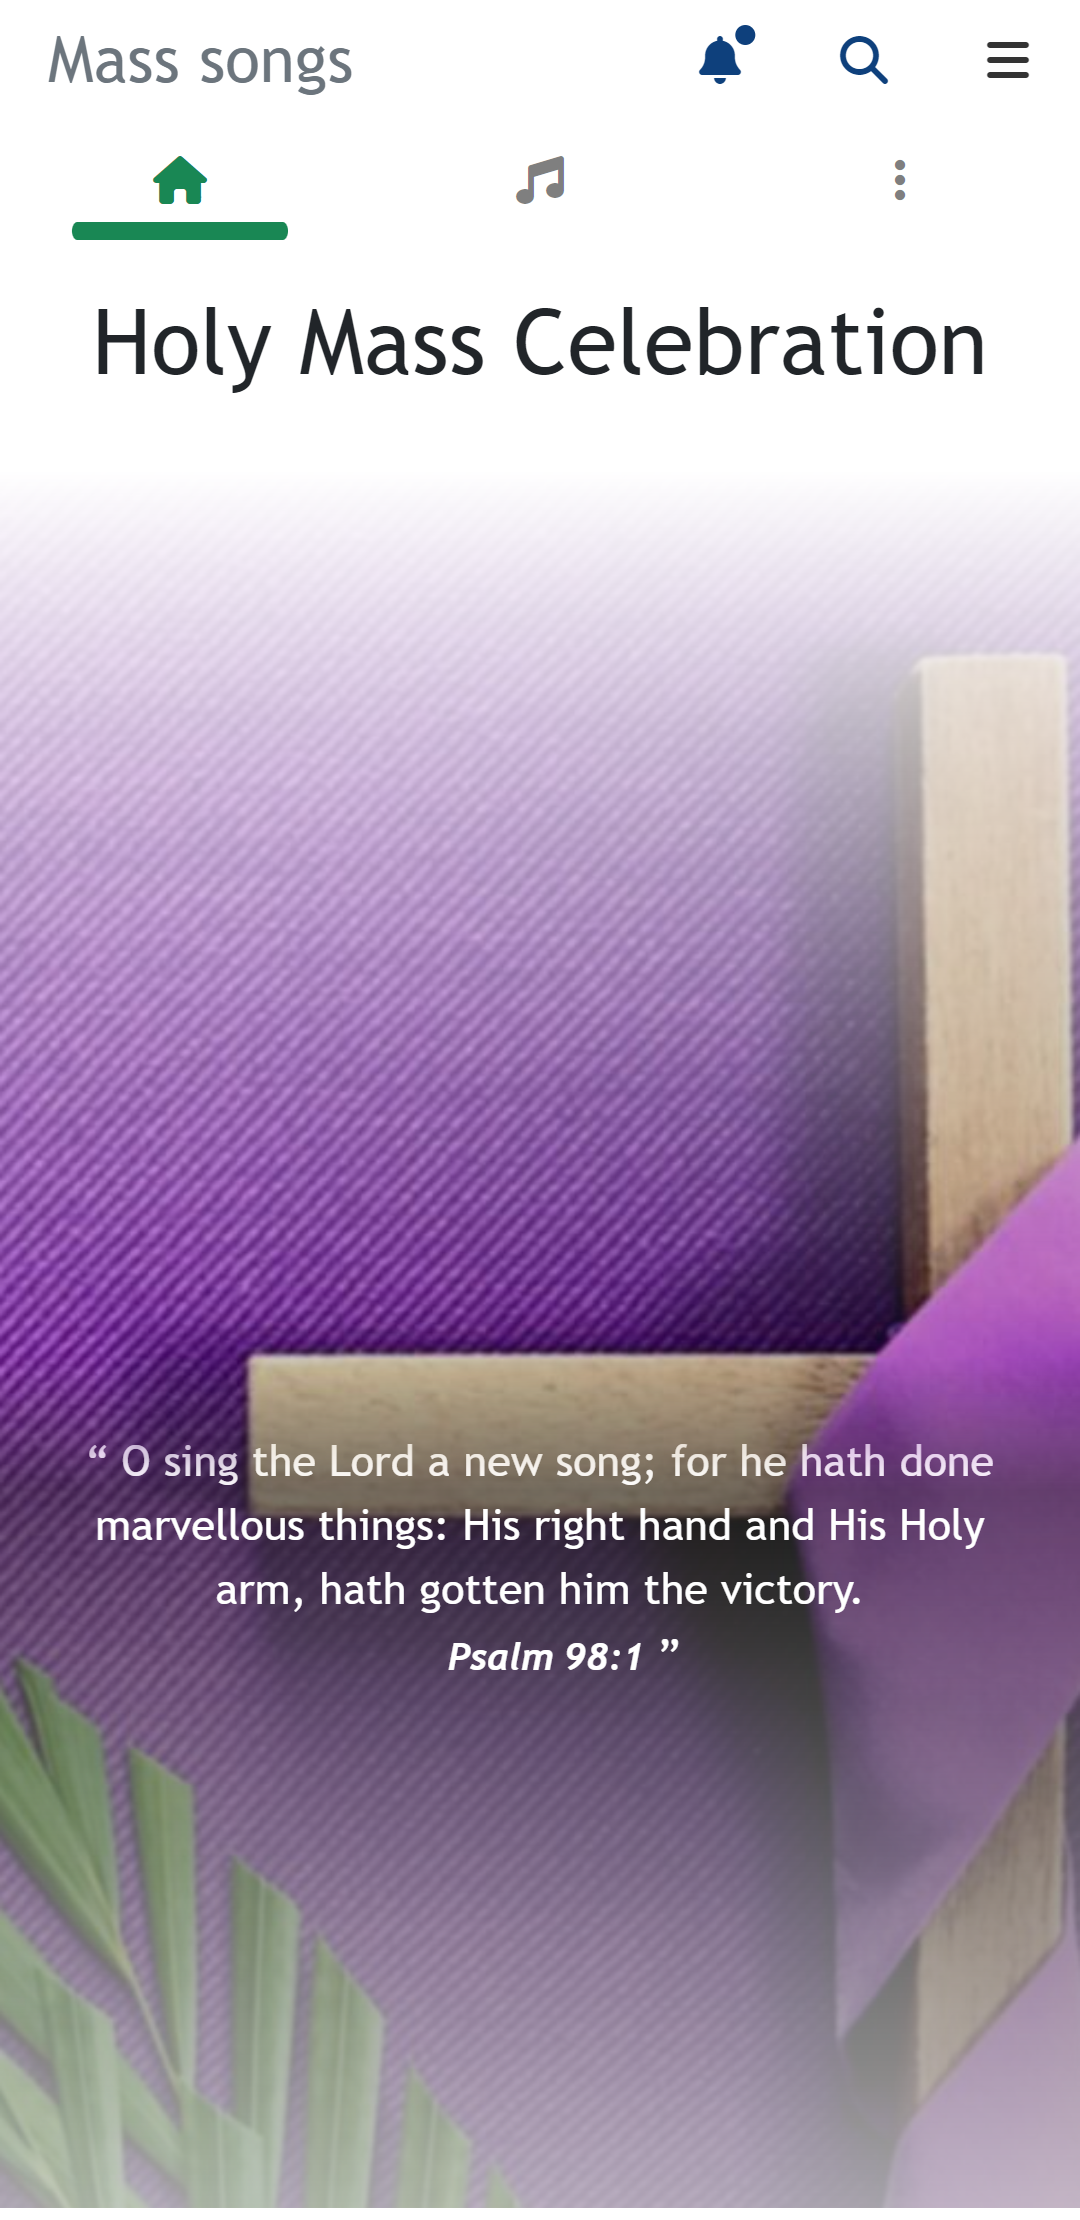 Mass songs
Holy Mass Celebration
“ O sing the Lord a new song; for he hath done
marvellous things: His right hand and His Holy
arm, hath gotten him the victory.
Psalm 98:1 ”